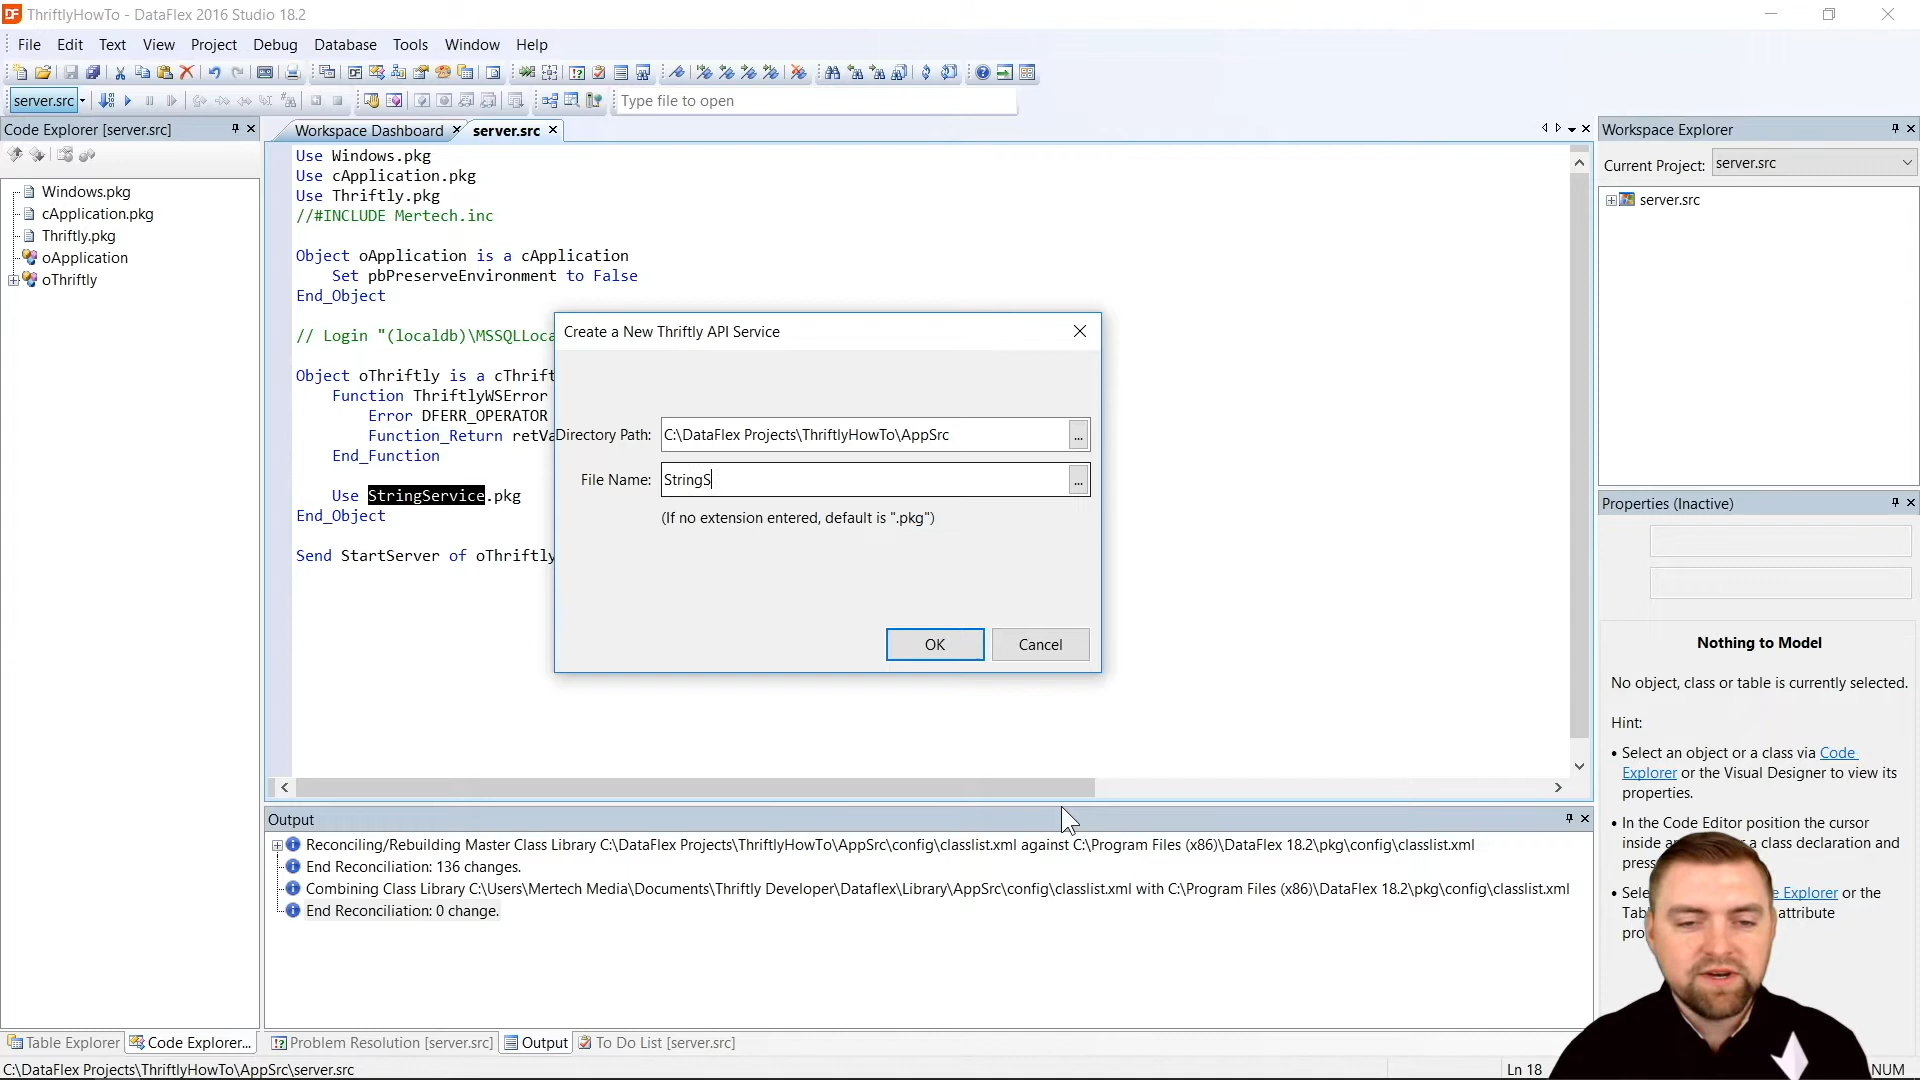 ThriftlyHowTo - DataFlex 2016 Studio 18.2
File Edit Text View Project Debug Database Tools Window Help
server.src
Type file to open
Code Explorer [server.src]
Windows.pkg
cApplication.pkg
Thriftly.pkg
oApplication
oThriftly
Workspace Dashboard
server.src
Use Windows.pkg
Use cApplication.pkg
Use Thriftly.pkg
//#INCLUDE Mertech.inc
Object oApplication is a cApplication
Set pbPreserveEnvironment to False
End_Object
// Login "(localdb)\MSSQLLoca
Object oThriftly is a cThrift
Function ThriftlyWSError
Error DFERR_OPERATOR
Function_Return retVa
End_Function
Use StringService.pkg
End_Object
Send StartServer of oThriftly
Create a New Thriftly API Service
Directory Path: C:\DataFlex Projects\ThriftlyHowTo\AppSrc ...
File Name: StringS ...
(If no extension entered, default is ".pkg")
OK Cancel
Workspace Explorer
Current Project: server.src
server.src
Properties (Inactive)
Nothing to Model
No object, class or table is currently selected.
Hint:
• Select an object or a class via Code
Explorer or the Visual Designer to view its
properties.
• In the Code Editor position the cursor
inside a class declaration and
press
• Sele e Explorer or the
Tab attribute
pro
Output
Reconciling/Rebuilding Master Class Library C:\DataFlex Projects\ThriftlyHowTo\AppSrc\config\classlist.xml against C:\Program Files (x86)\DataFlex 18.2\pkg\config\classlist.xml
End Reconciliation: 136 changes.
Combining Class Library C:\Users\Mertech Media\Documents\Thriftly Developer\Dataflex\Library\AppSrc\config\classlist.xml with C:\Program Files (x86)\DataFlex 18.2\pkg\config\classlist.xml
End Reconciliation: 0 change.
Table Explorer Code Explorer... Problem Resolution [server.src] Output To Do List [server.src]
C:\DataFlex Projects\ThriftlyHowTo\AppSrc\server.src Ln 18 NUM